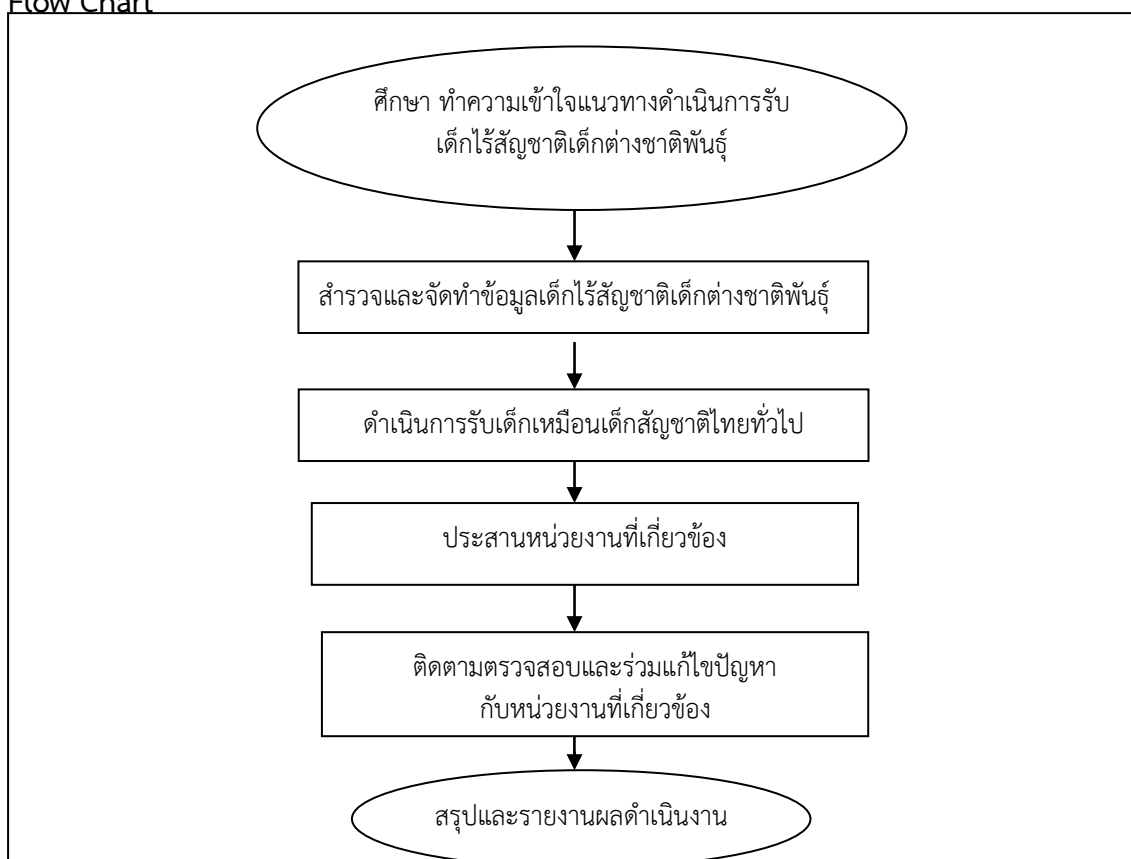 Flow Chart
ศึกษา ทำความเข้าใจแนวทางดำเนินการรับ
เด็กไร้สัญชาติเด็กต่างชาติพันธุ์
สำรวจและจัดทำข้อมูลเด็กไร้สัญชาติเด็กต่างชาติพันธุ์
ดำเนินการรับเด็กเหมือนเด็กสัญชาติไทยทั่วไป
ประสานหน่วยงานที่เกี่ยวข้อง
ติดตามตรวจสอบและร่วมแก้ไขปัญหา
กับหน่วยงานที่เกี่ยวข้อง
สรุปและรายงานผลดำเนินงาน